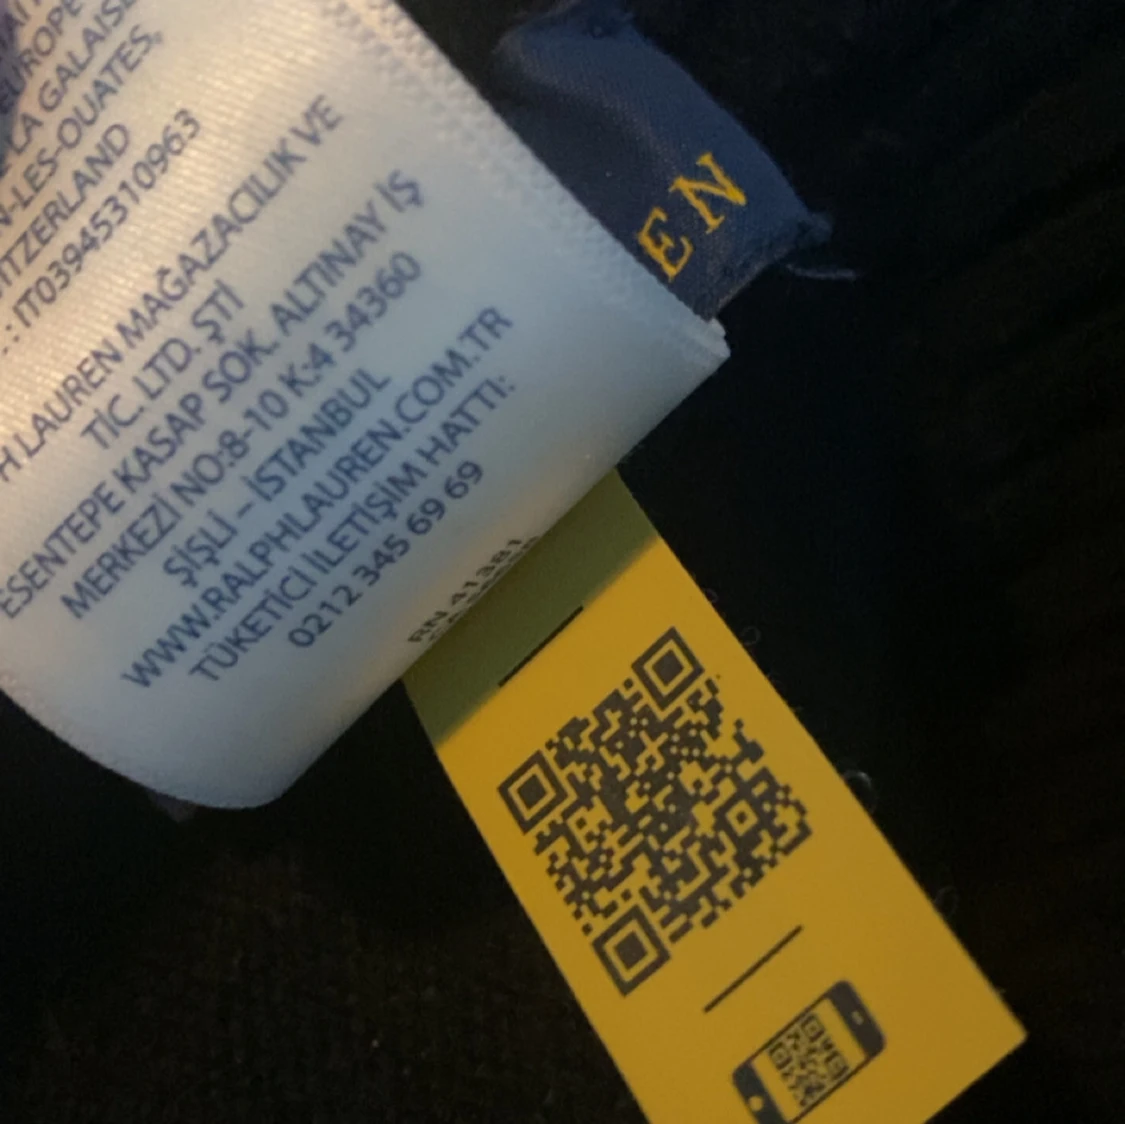 EUROPE
LA GALAISE
N-LES-OUATES,
ITZERLAND
.: IT03945310963
H LAUREN MAĞAZACILIK VE
TİC. LTD. ŞTİ
ESENTEPE KASAP SOK. ALTINAY İŞ
MERKEZİ NO:8-10 K:4 34360
ŞİŞLİ – İSTANBUL
WWW.RALPHLAUREN.COM.TR
TÜKETİCİ İLETİŞİM HATTI:
0212 345 69 69
EN
RN 41381